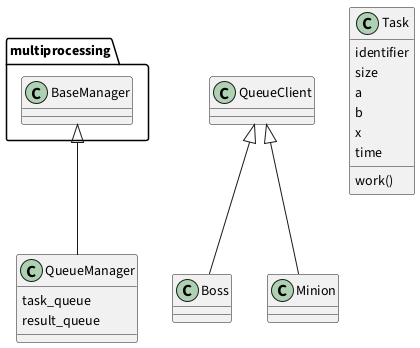 multiprocessing
C BaseManager
C QueueClient
C Task
identifier
size
a
b
x
time
work()
C QueueManager
task_queue
result_queue
C Boss
C Minion